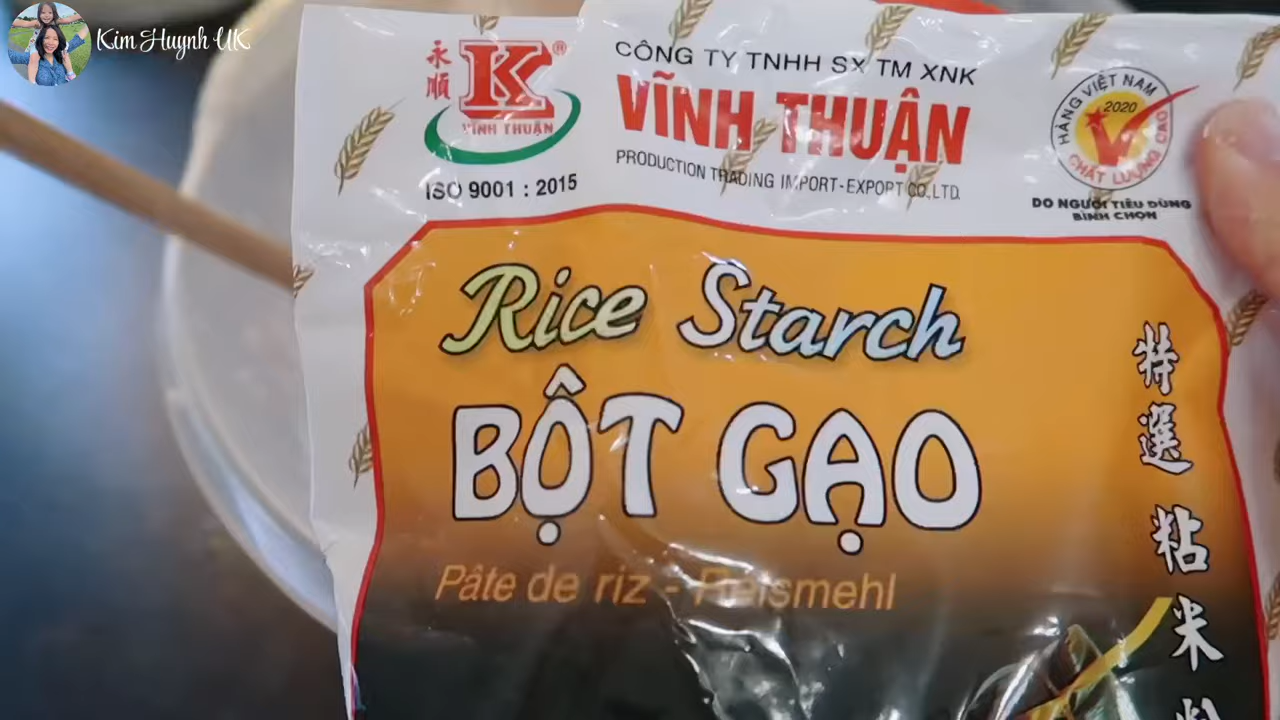 Kim Huynh UK
永順
K®
VĨNH THUẬN
ISO 9001 : 2015
CÔNG TY TNHH SX TM XNK
VĨNH THUẬN
PRODUCTION TRADING IMPORT-EXPORT CO.,LTD.
HÀNG VIỆT NAM
2020
CHẤT LƯỢNG CAO
DO NGƯỜI TIÊU DÙNG
BÌNH CHỌN
Rice Starch
BỘT GẠO
Pâte de riz - Reismehl
特選粘米粉